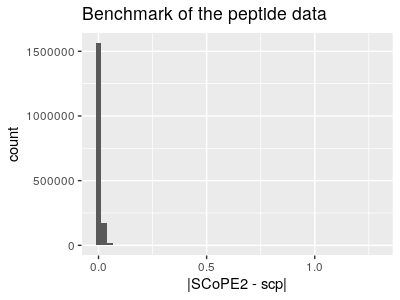 Benchmark of the peptide data
1500000
1000000
500000
0
count
0.0 0.5 1.0
|SCoPE2 - scp|